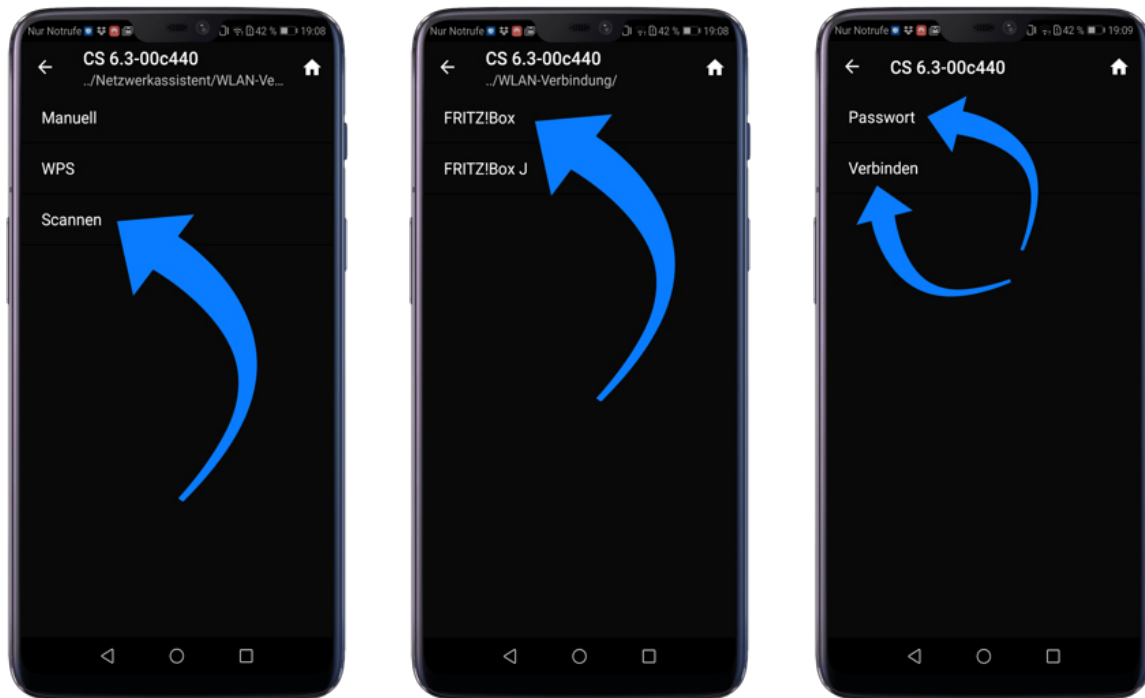 Nur Notrufe 42 % 19:08
CS 6.3-00c440
../Netzwerkassistent/WLAN-Ve...
Manuell
WPS
Scannen
Nur Notrufe 42 % 19:08
CS 6.3-00c440
../WLAN-Verbindung/
FRITZ!Box
FRITZ!Box J
Nur Notrufe 42 % 19:09
CS 6.3-00c440
Passwort
Verbinden